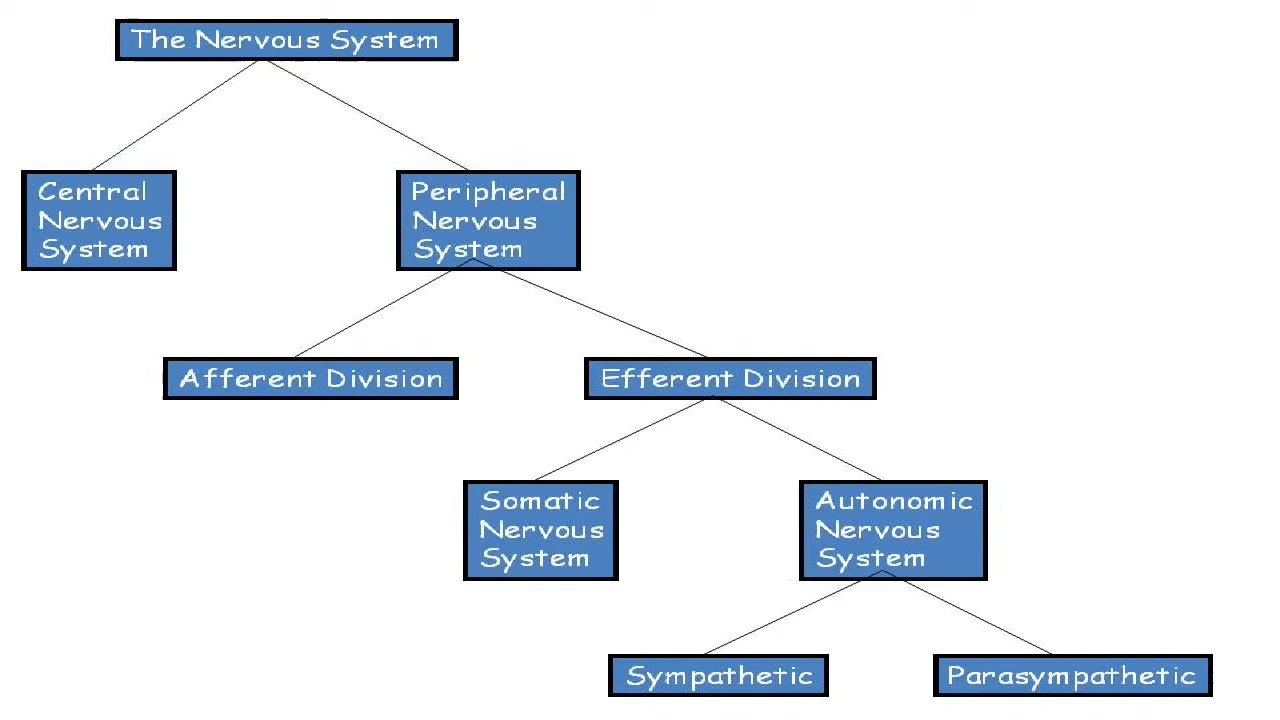 The Nervous System
Central
Nervous
System
Peripheral
Nervous
System
Afferent Division
Efferent Division
Somatic
Nervous
System
Autonomic
Nervous
System
Sympathetic
Parasympathetic